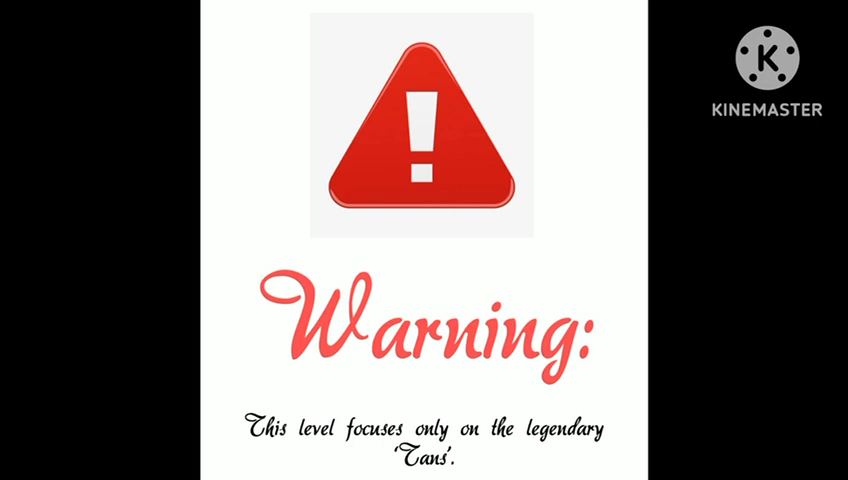 KINEMASTER
Warning:
This level focuses only on the legendary
'Tans'.